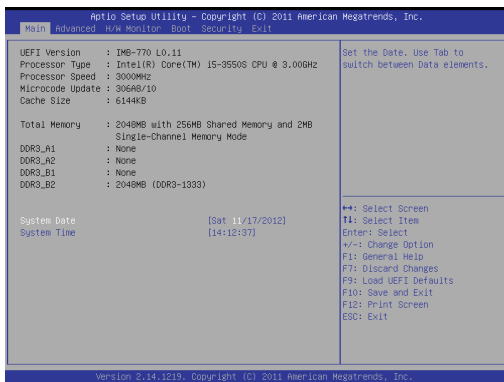 Aptio Setup Utility – Copyright (C) 2011 American Megatrends, Inc.
Main Advanced H/W Monitor Boot Security Exit
UEFI Version : IMB-770 L0.11
Processor Type : Intel(R) Core(TM) i5-3550S CPU @ 3.00GHz
Processor Speed : 3000MHz
Microcode Update : 306A8/10
Cache Size : 6144KB
Total Memory : 2048MB with 256MB Shared Memory and 2MB
Single-Channel Memory Mode
DDR3_A1 : None
DDR3_A2 : None
DDR3_B1 : None
DDR3_B2 : 2048MB (DDR3-1333)
System Date [Sat 11/17/2012]
System Time [14:12:37]
Set the Date. Use Tab to
switch between Data elements.
↔: Select Screen
↑↓: Select Item
Enter: Select
+/-: Change Option
F1: General Help
F7: Discard Changes
F9: Load UEFI Defaults
F10: Save and Exit
F12: Print Screen
ESC: Exit
Version 2.14.1219. Copyright (C) 2011 American Megatrends, Inc.